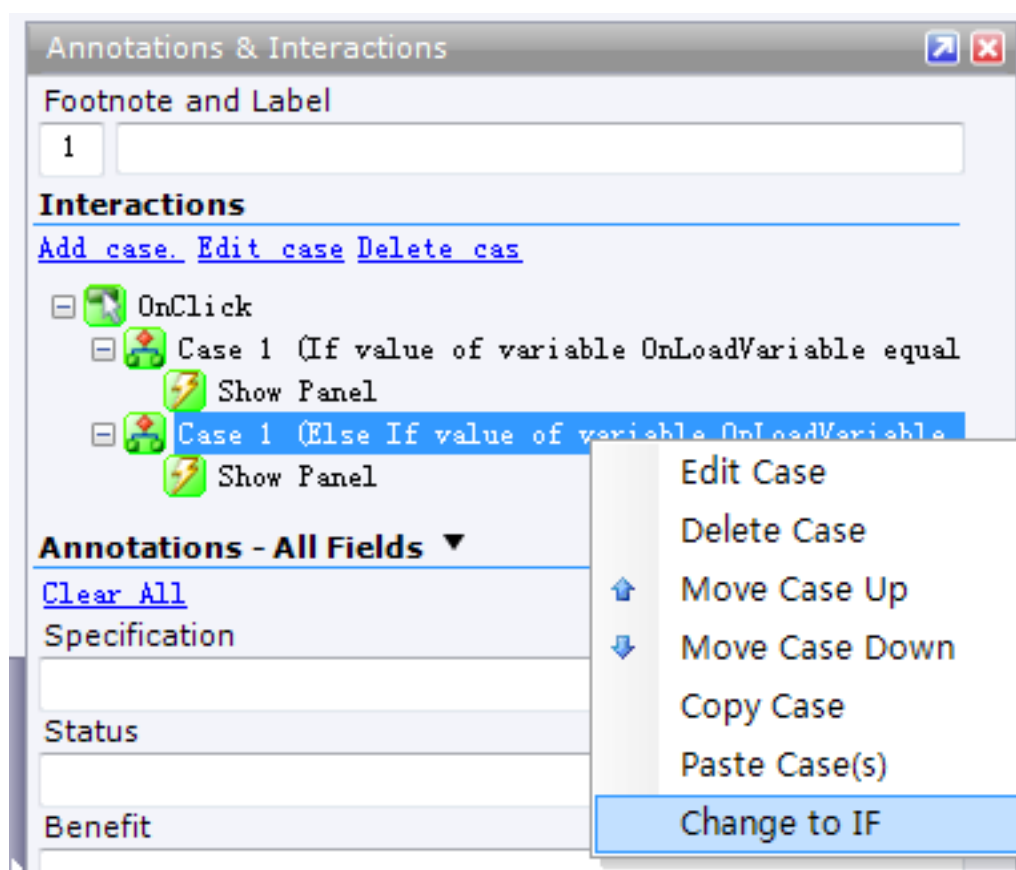 Annotations & Interactions
Footnote and Label
1
Interactions
Add case. Edit case Delete cas
OnClick
Case 1 (If value of variable OnLoadVariable equal
Show Panel
Case 1 (Else If value of variable OnLoadVariable
Show Panel
Edit Case
Delete Case
Move Case Up
Move Case Down
Copy Case
Paste Case(s)
Change to IF
Annotations - All Fields
Clear All
Specification
Status
Benefit